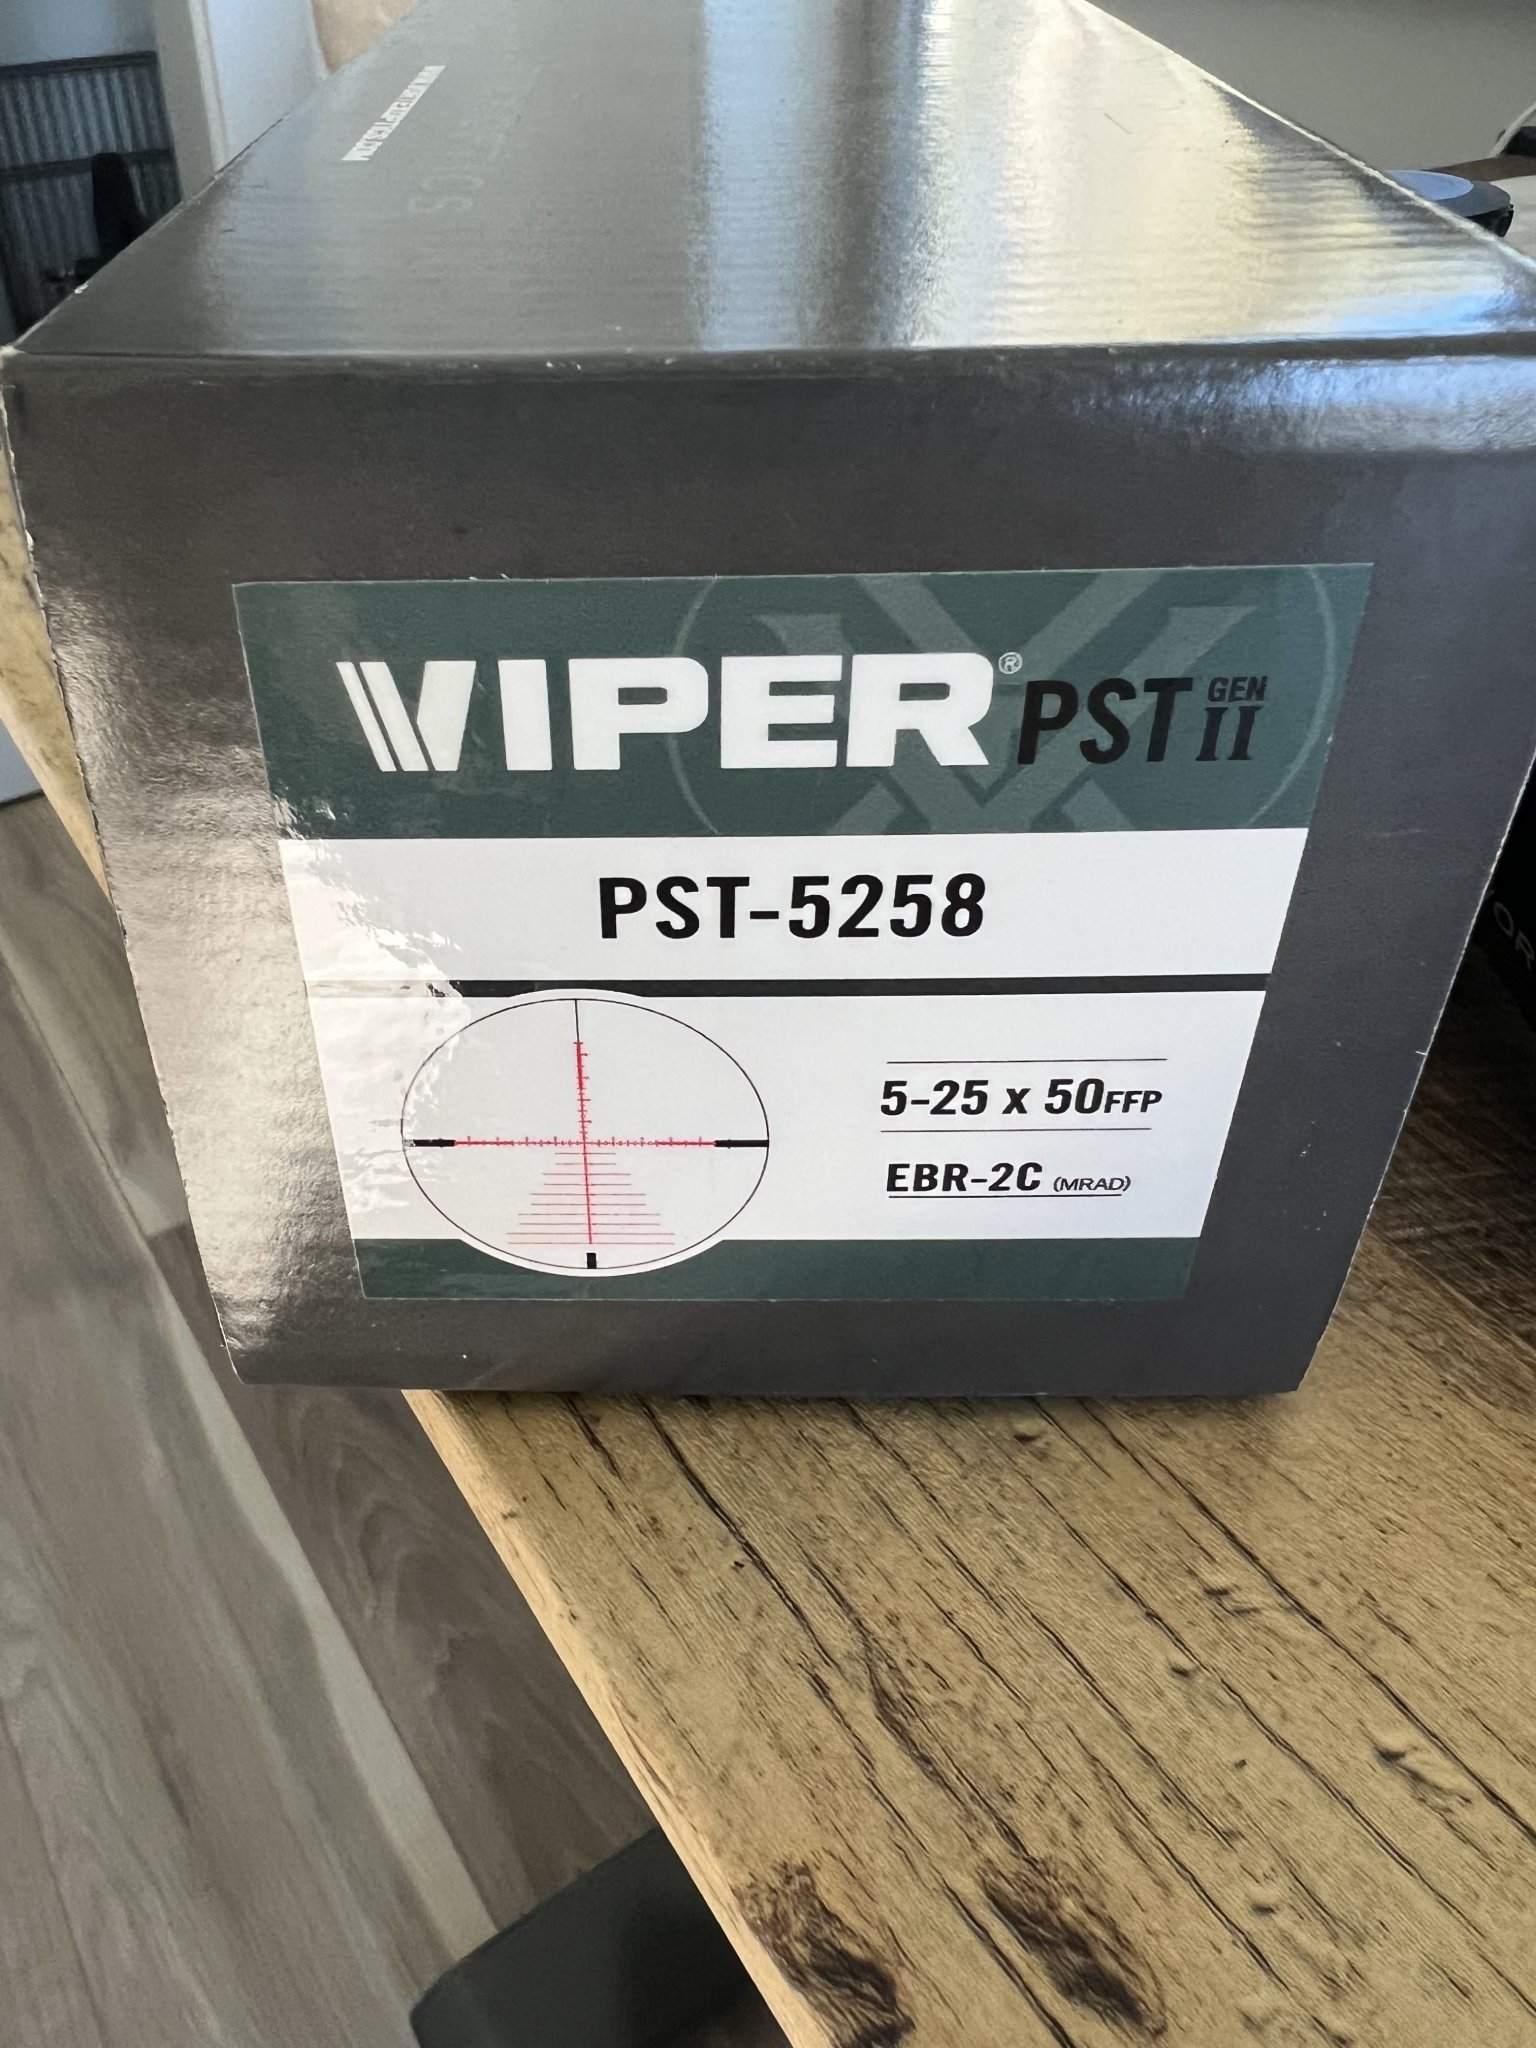 VIPER® PST GEN II
PST-5258
5-25 x 50FFP
EBR-2C (MRAD)